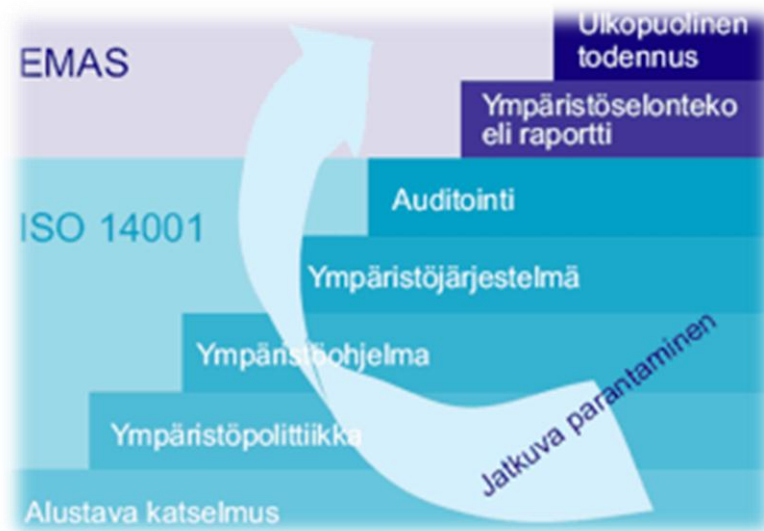 Ulkopuolinen
todennus
EMAS
Ympäristöselonteko
eli raportti
Auditointi
ISO 14001
Ympäristöjärjestelmä
Ympäristöohjelma
Ympäristöpolittiikka
Jatkuva parantaminen
Alustava katselmus